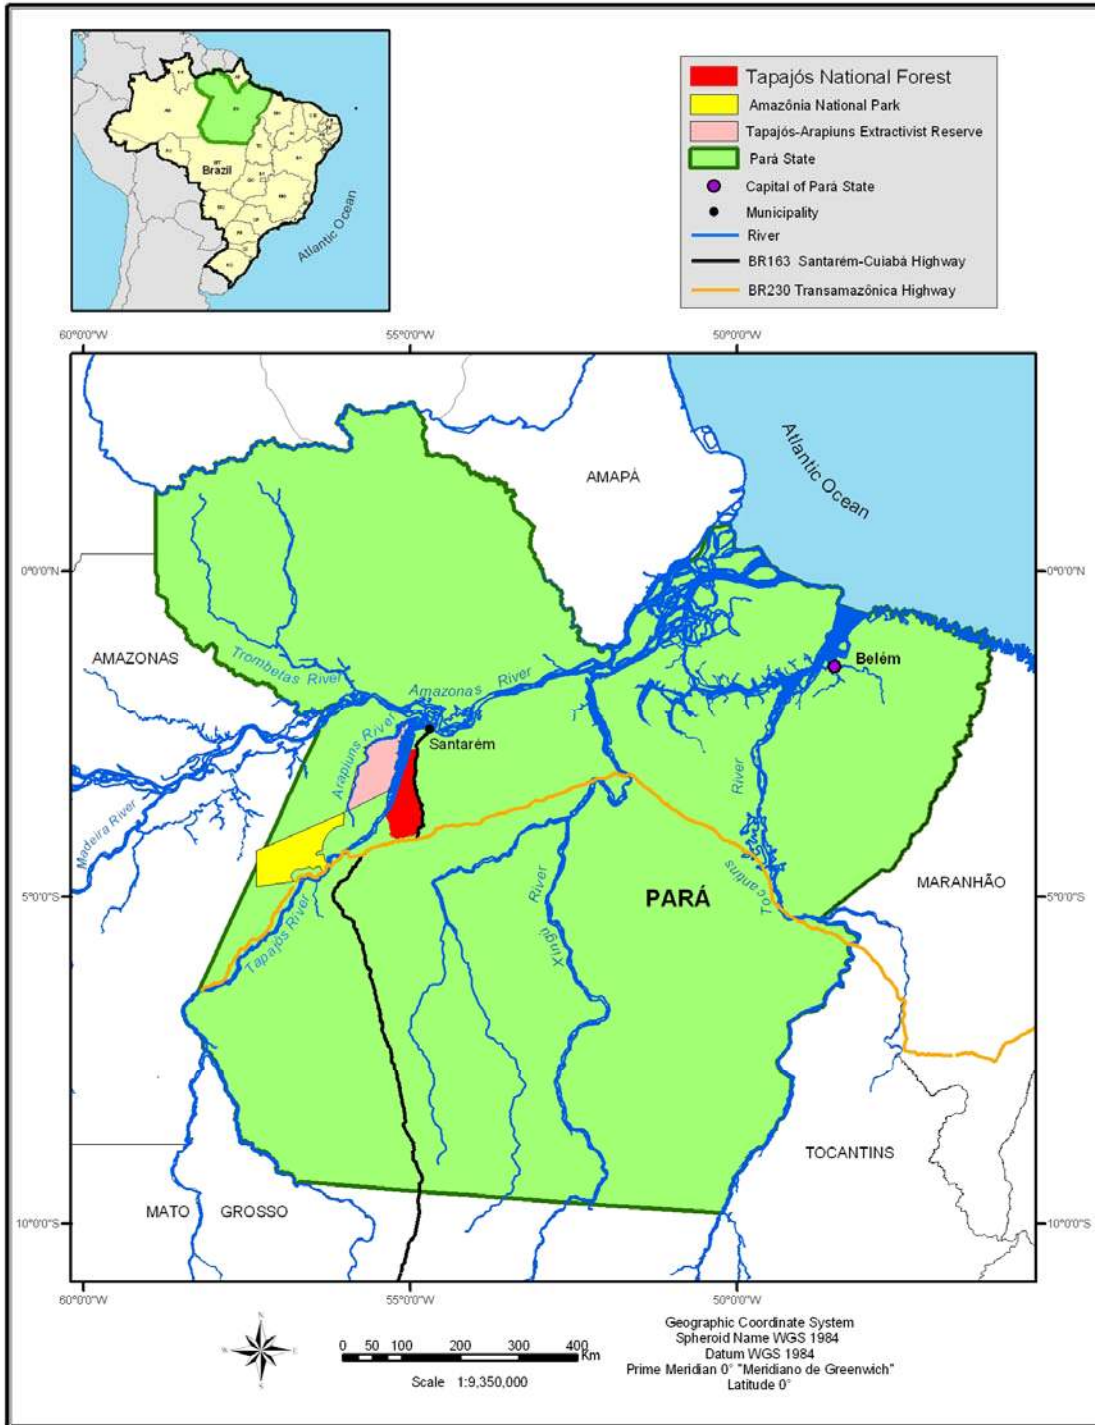 Brazil
Atlantic Ocean
Tapajós National Forest
Amazônia National Park
Tapajós-Arapiuns Extractivist Reserve
Pará State
Capital of Pará State
Municipality
River
BR163 Santarém-Cuiabá Highway
BR230 Transamazônica Highway
60°0'0"W
55°0'0"W
50°0'0"W
Atlantic Ocean
AMAPÁ
0°0'0"N
0°0'0"N
AMAZONAS
Trombetas River
Amazonas River
Belém
Arapiuns River
Santarém
Madeira River
River
Tocantins
MARANHÃO
5°0'0"S
PARÁ
5°0'0"S
Tapajós River
River
Xingú
TOCANTINS
MATO GROSSO
10°0'0"S
10°0'0"S
60°0'0"W
55°0'0"W
50°0'0"W
N
0 50 100 200 300 400
Km
Scale 1:9,350,000
Geographic Coordinate System
Spheroid Name WGS 1984
Datum WGS 1984
Prime Meridian 0° "Meridiano de Greenwich"
Latitude 0°